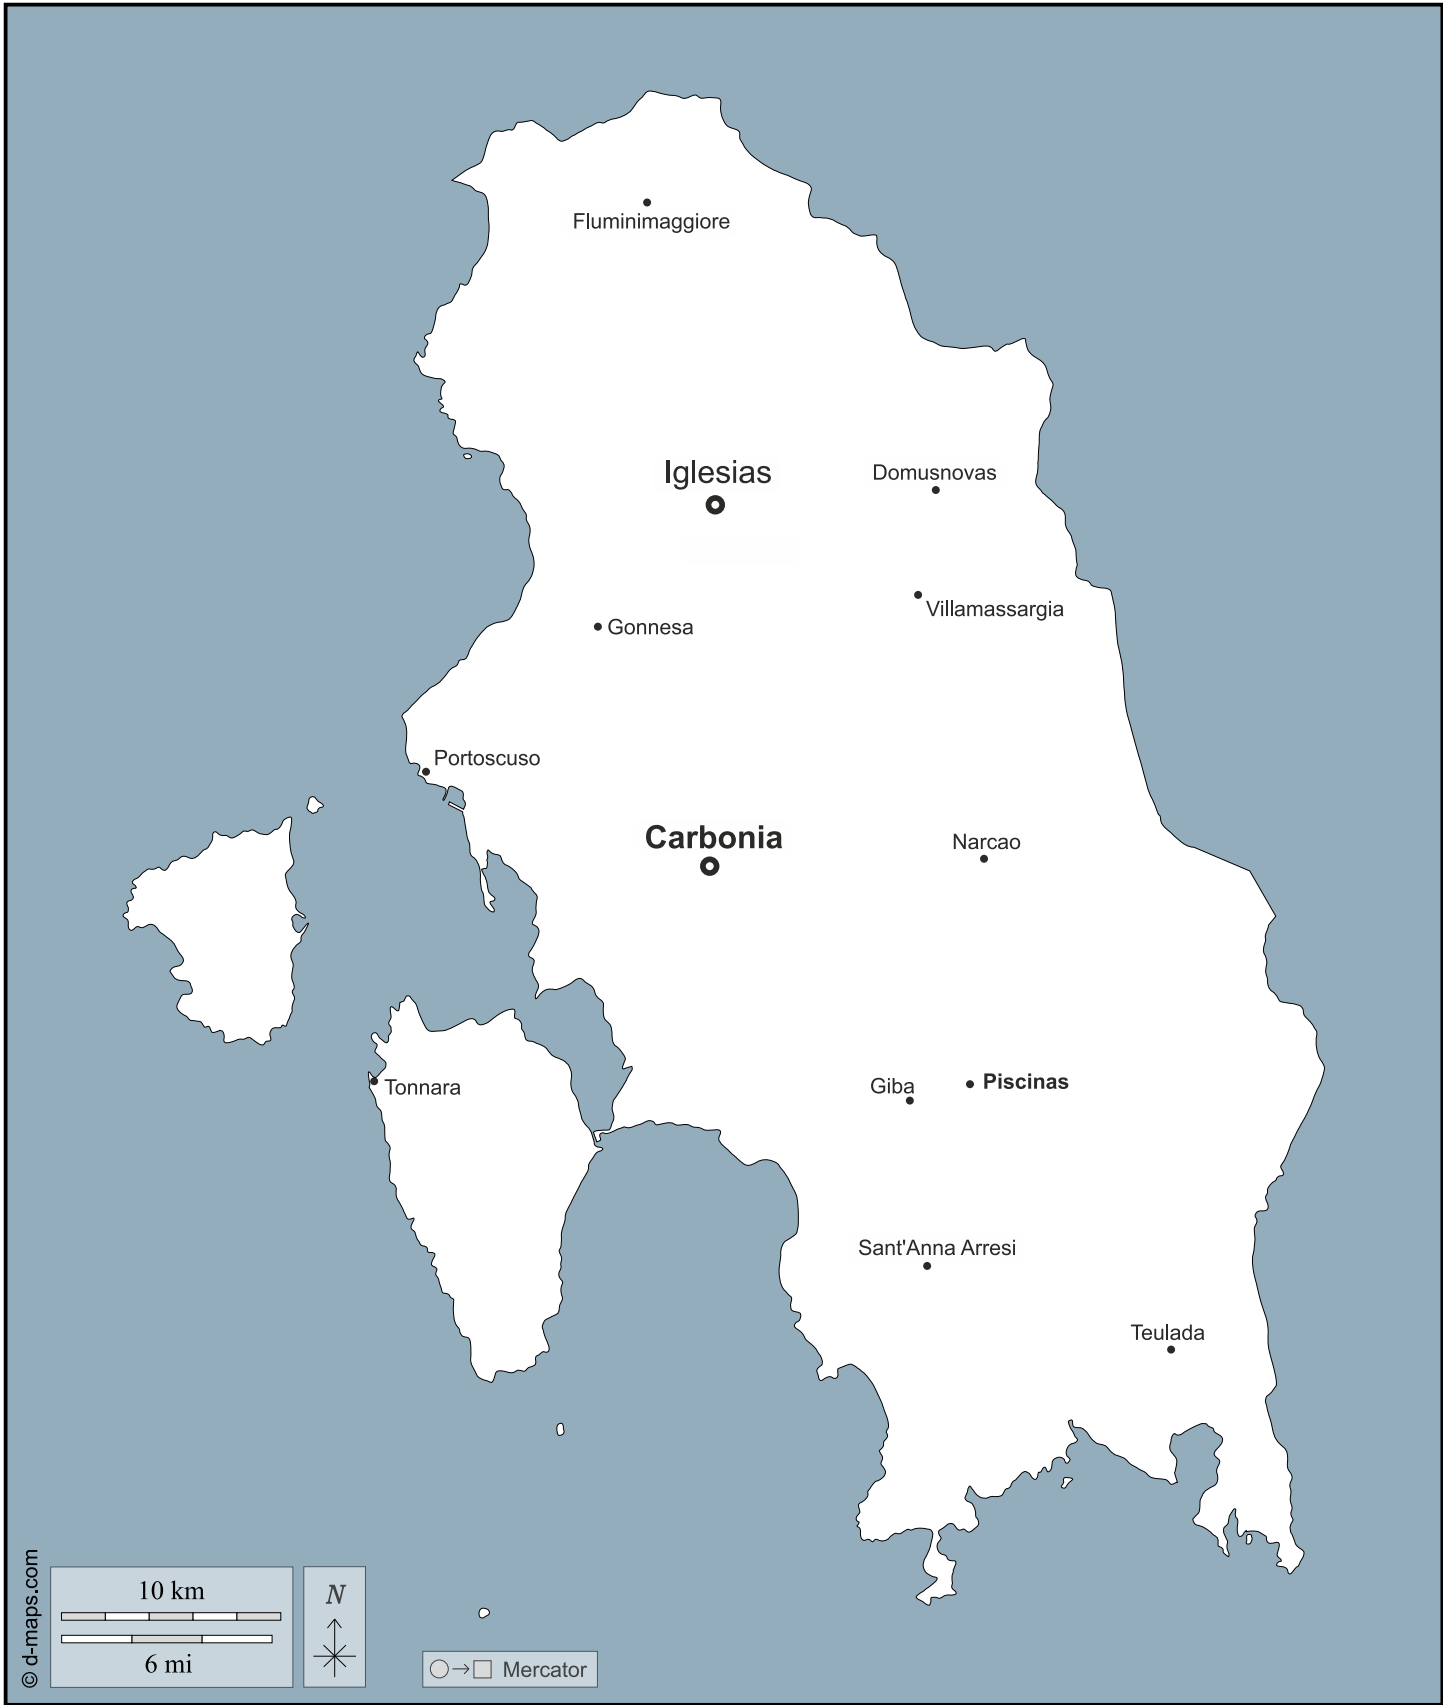 Fluminimaggiore
Iglesias
Domusnovas
Villamassargia
Gonnesa
Portoscuso
Carbonia
Narcao
Tonnara
Giba
Piscinas
Sant'Anna Arresi
Teulada
© d-maps.com
10 km
6 mi
N
Mercator